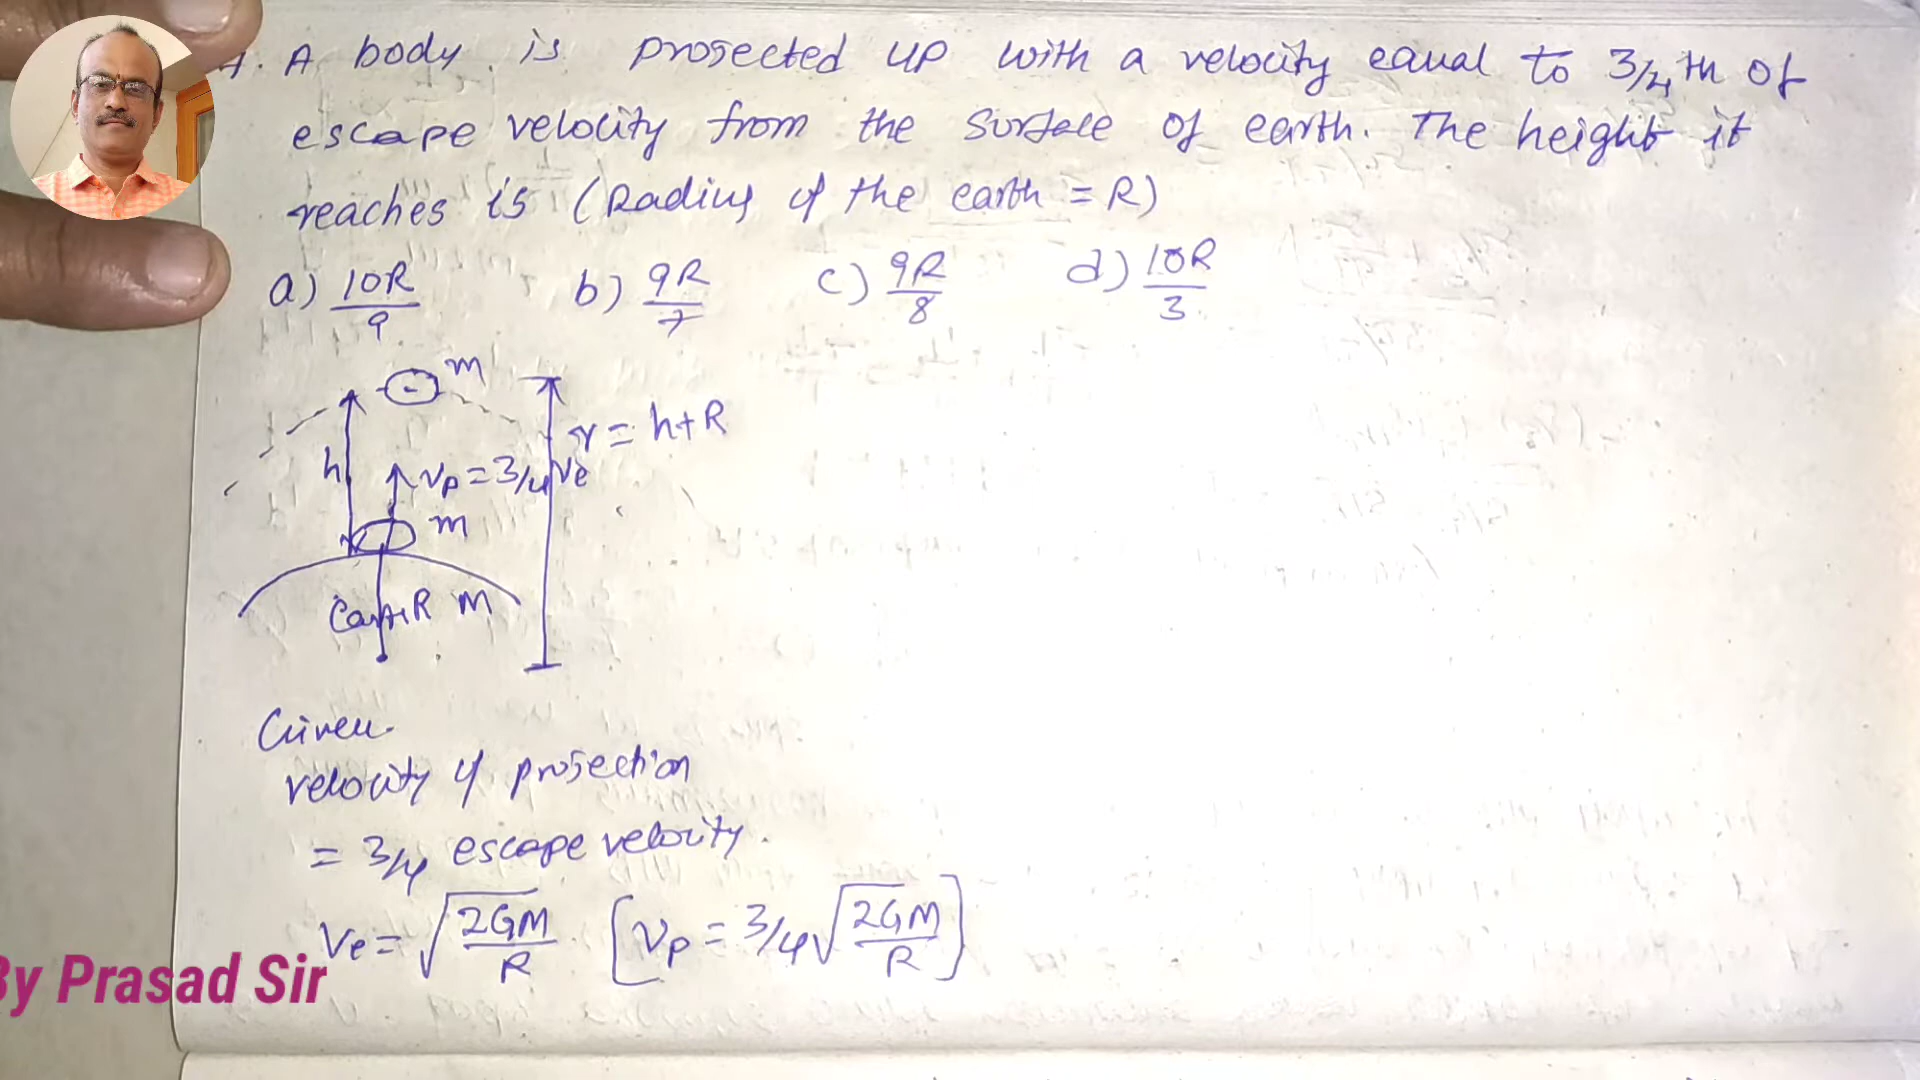 4. A body is projected up with a velocity equal to 3/4 th of
escape velocity from the surface of earth. The height it
reaches is (Radius of the earth = R)
a) 10R/9 b) 9R/7 c) 9R/8 d) 10R/3
m
r = h+R
h
Vp = 3/4 Ve
m
Earth R M
Given
velocity of projection
= 3/4 escape velocity.
Ve = √(2GM/R) [Vp = 3/4 √(2GM/R)]
By Prasad Sir